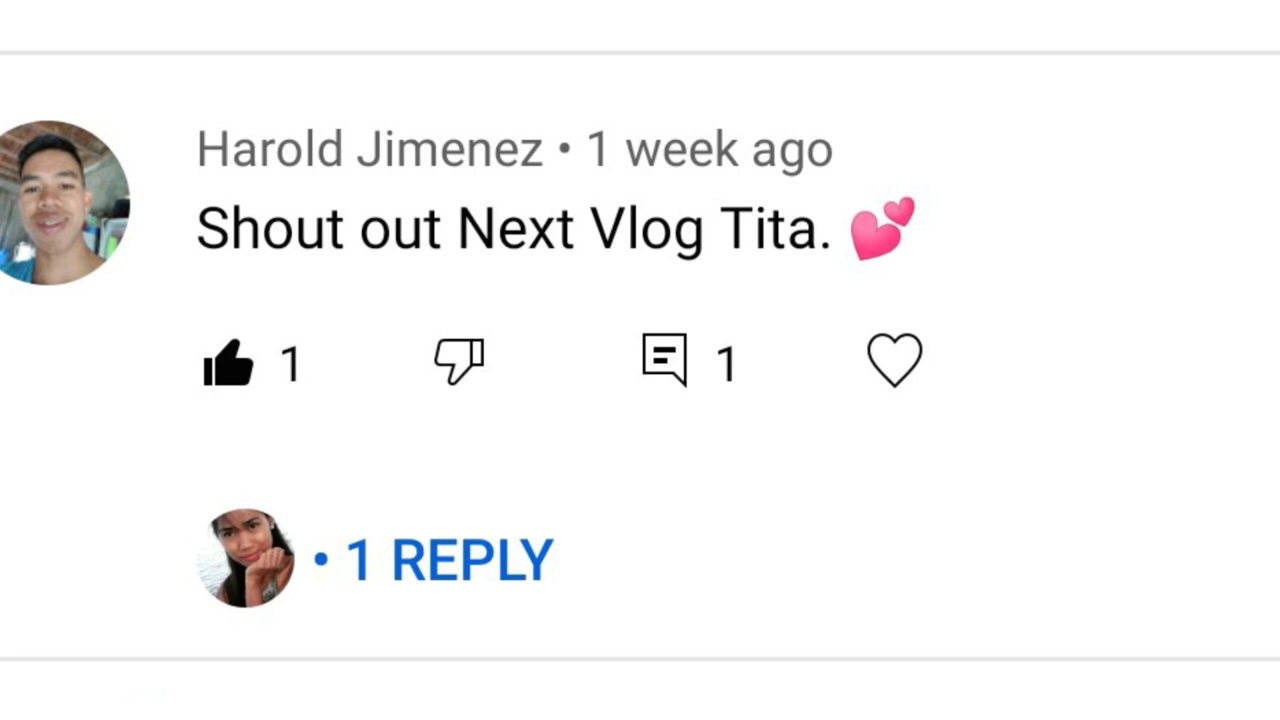 Harold Jimenez • 1 week ago
Shout out Next Vlog Tita. 💕
1
1
• 1 REPLY